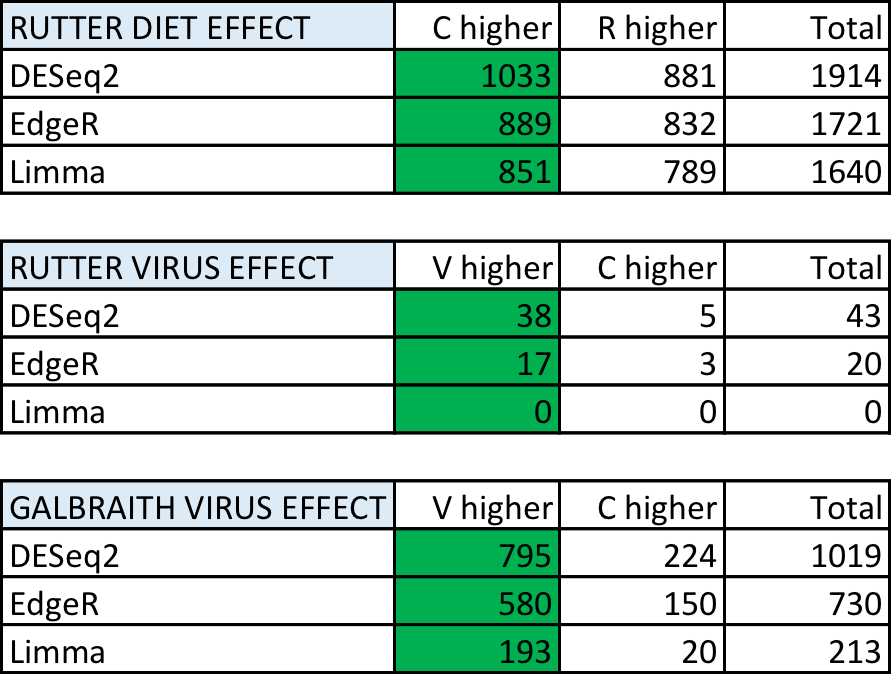 RUTTER DIET EFFECT C higher R higher Total
DESeq2 1033 881 1914
EdgeR 889 832 1721
Limma 851 789 1640
RUTTER VIRUS EFFECT V higher C higher Total
DESeq2 38 5 43
EdgeR 17 3 20
Limma 0 0 0
GALBRAITH VIRUS EFFECT V higher C higher Total
DESeq2 795 224 1019
EdgeR 580 150 730
Limma 193 20 213